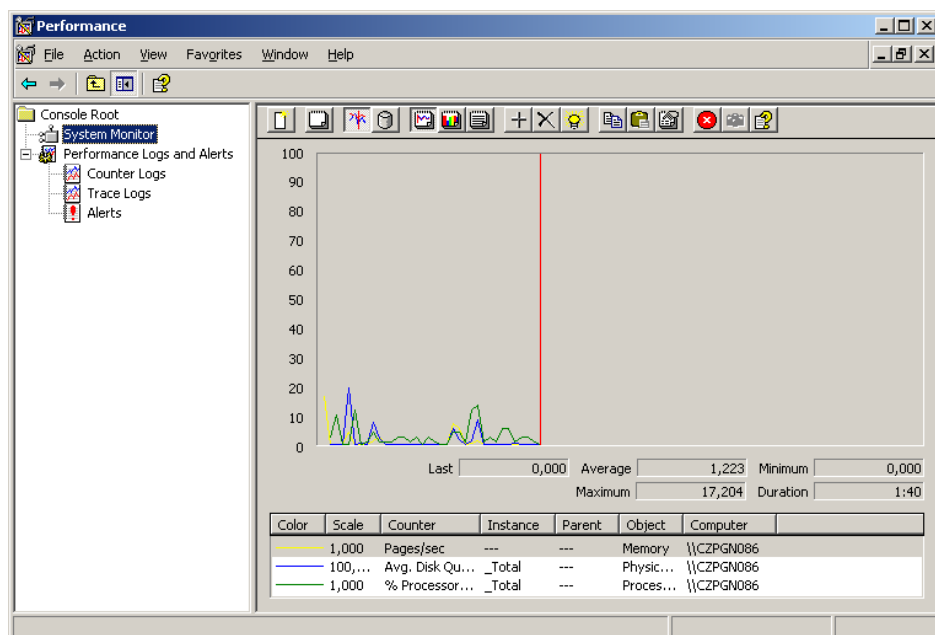 Performance
File Action View Favorites Window Help
Console Root
System Monitor
Performance Logs and Alerts
Counter Logs
Trace Logs
Alerts
100
90
80
70
60
50
40
30
20
10
0
Last 0,000 Average 1,223 Minimum 0,000
Maximum 17,204 Duration 1:40
Color Scale Counter Instance Parent Object Computer
1,000 Pages/sec --- --- Memory \\CZPGN086
100,... Avg. Disk Qu... _Total --- Physic... \\CZPGN086
1,000 % Processor... _Total --- Proces... \\CZPGN086